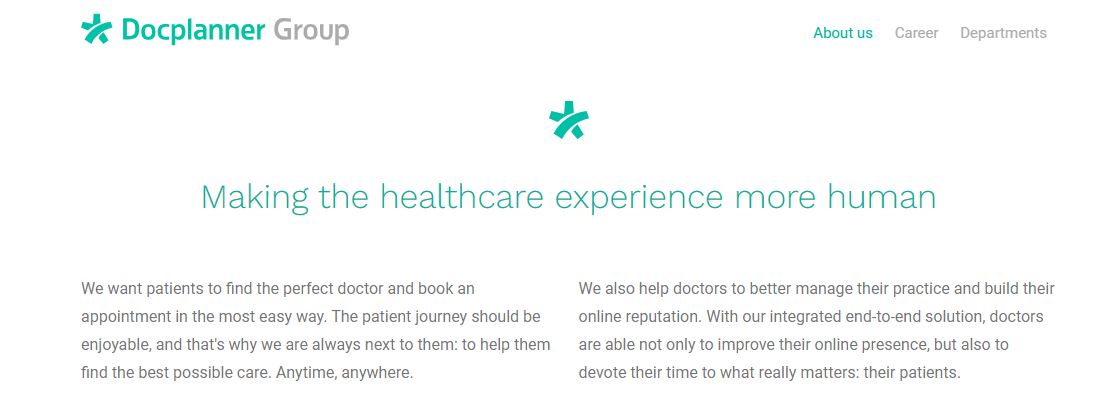 Docplanner Group
About us
Career
Departments
Making the healthcare experience more human
We want patients to find the perfect doctor and book an
appointment in the most easy way. The patient journey should be
enjoyable, and that's why we are always next to them: to help them
find the best possible care. Anytime, anywhere.
We also help doctors to better manage their practice and build their
online reputation. With our integrated end-to-end solution, doctors
are able not only to improve their online presence, but also to
devote their time to what really matters: their patients.